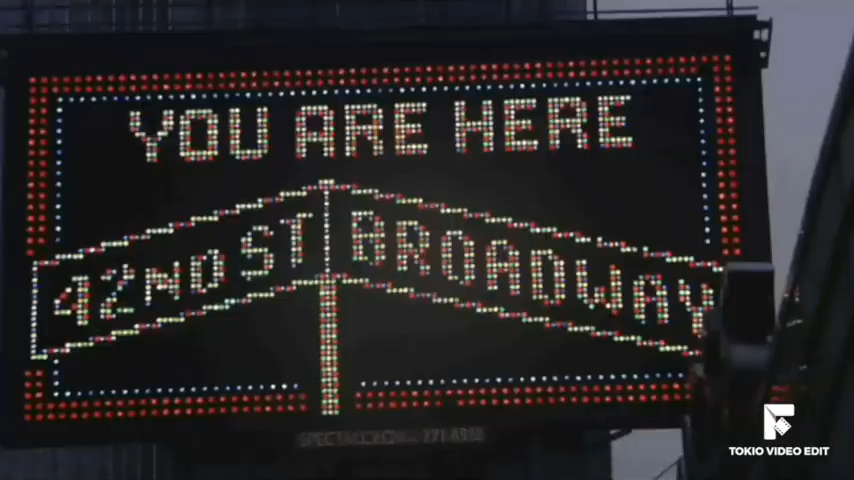 YOU ARE HERE
42ND ST BROADWAY
TOKIO VIDEO EDIT